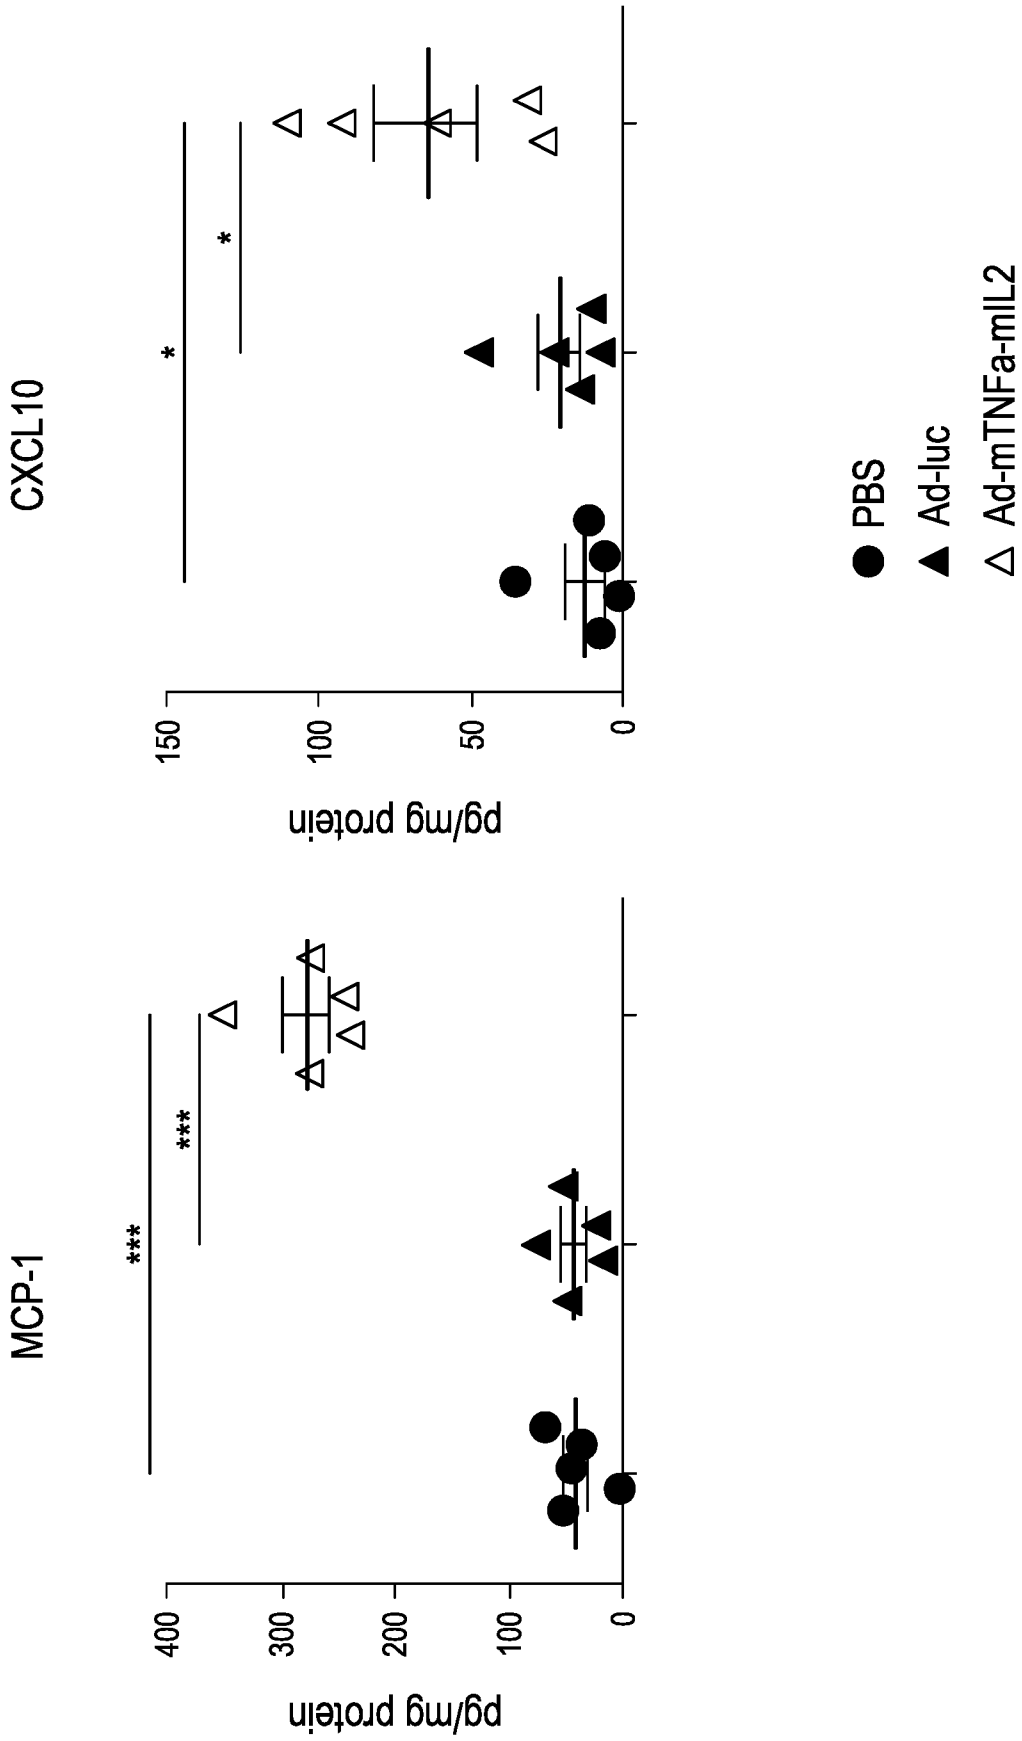 MCP-1
***
***
pg/mg protein
400
300
200
100
0
CXCL10
*
*
pg/mg protein
150
100
50
0
PBS
Ad-luc
Ad-mTNFa-mIL2